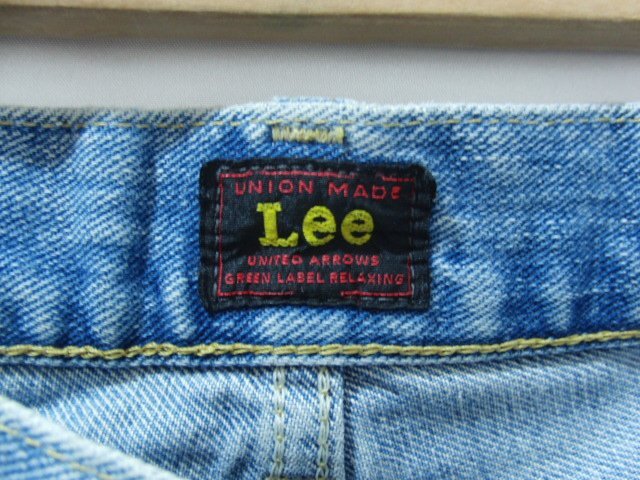 UNION MADE
Lee
UNITED ARROWS
GREEN LABEL RELAXING